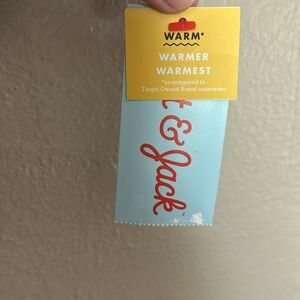 WARM*
WARMER
WARMEST
*as compared to
Target Owned Brand outerwear
t & Jack